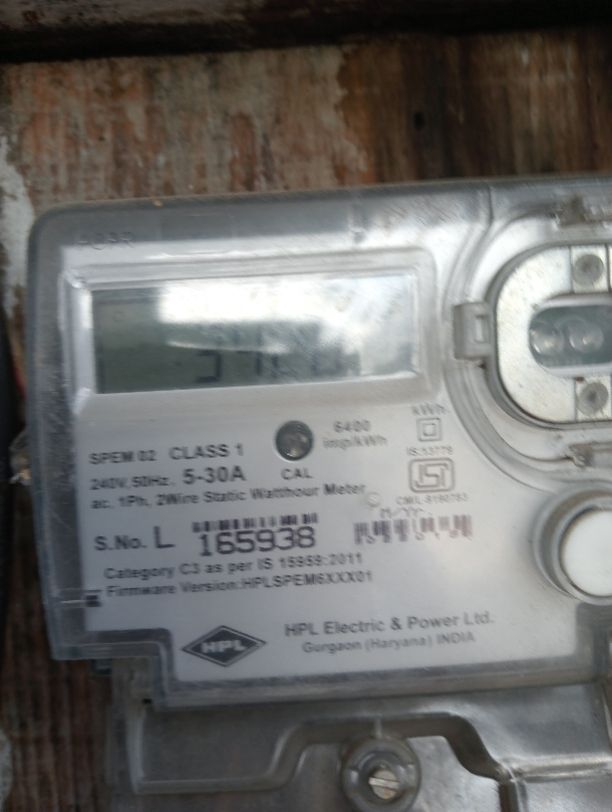 kWh
6400
imp/kWh
SPEM 02 CLASS 1
IS:13779
240V, 50Hz. 5-30A
CAL
ac, 1Ph, 2Wire Static Watthour Meter
M/Yr.
S.No. L 165938
Category C3 as per IS 15959:2011
Firmware Version:HPLSPEM6XXX01
HPL
HPL Electric & Power Ltd.
Gurgaon (Haryana) INDIA